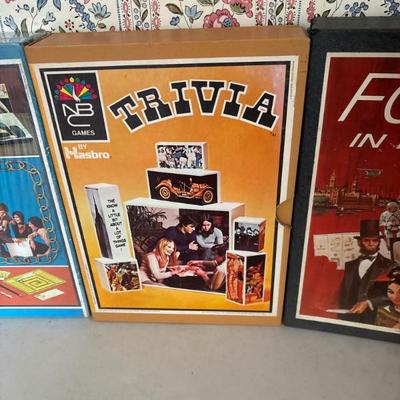 NBC
GAMES
BY
Hasbro
TRIVIA
THE
KNOW
A
LITTLE
BIT
ABOUT
A
LOT
OF
THINGS
GAME
FO
IN